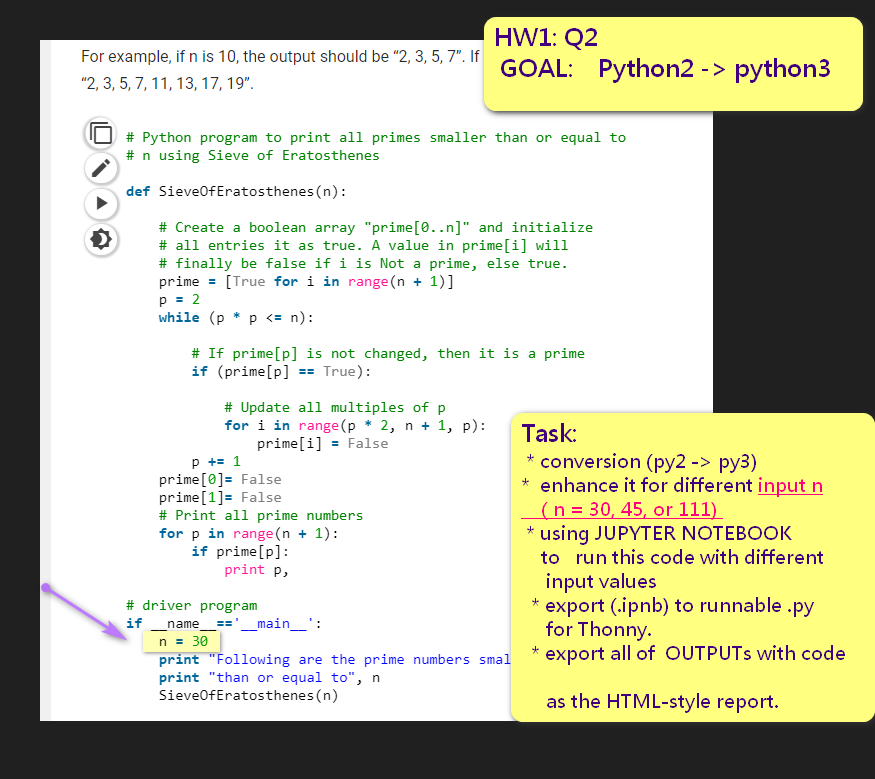 For example, if n is 10, the output should be “2, 3, 5, 7”. If
“2, 3, 5, 7, 11, 13, 17, 19”.
HW1: Q2
GOAL: Python2 -> python3
# Python program to print all primes smaller than or equal to
# n using Sieve of Eratosthenes
def SieveOfEratosthenes(n):
# Create a boolean array "prime[0..n]" and initialize
# all entries it as true. A value in prime[i] will
# finally be false if i is Not a prime, else true.
prime = [True for i in range(n + 1)]
p = 2
while (p * p <= n):
# If prime[p] is not changed, then it is a prime
if (prime[p] == True):
# Update all multiples of p
for i in range(p * 2, n + 1, p):
prime[i] = False
p += 1
prime[0]= False
prime[1]= False
# Print all prime numbers
for p in range(n + 1):
if prime[p]:
print p,
# driver program
if __name__=='__main__':
n = 30
print "Following are the prime numbers smal
print "than or equal to", n
SieveOfEratosthenes(n)
Task:
* conversion (py2 -> py3)
* enhance it for different input n
( n = 30, 45, or 111)
* using JUPYTER NOTEBOOK
to run this code with different
input values
* export (.ipnb) to runnable .py
for Thonny.
* export all of OUTPUTs with code
as the HTML-style report.